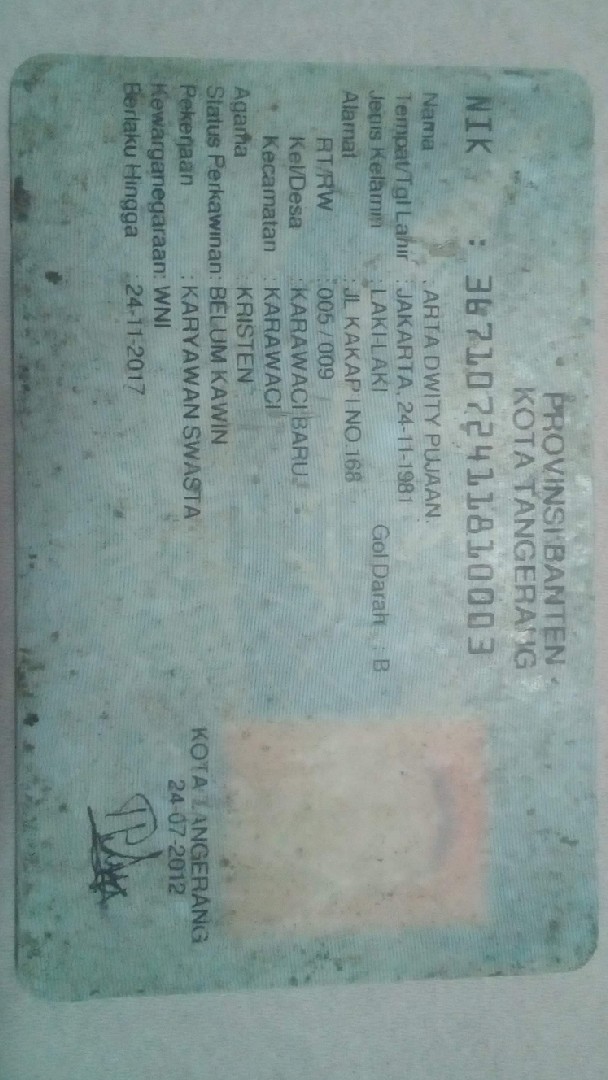 PROVINSI BANTEN
KOTA TANGERANG
NIK : 3671072411810003
Nama : ARTA DWITY PUJAAN.
Tempat/Tgl Lahir : JAKARTA, 24-11-1981
Jenis Kelamin : LAKI-LAKI Gol Darah : B
Alamat : JL KAKAP I NO.168
RT/RW : 005 / 009
Kel/Desa : KARAWACI BARU
Kecamatan : KARAWACI
Agama : KRISTEN
Status Perkawinan: BELUM KAWIN
Pekerjaan : KARYAWAN SWASTA
Kewarganegaraan: WNI
Berlaku Hingga : 24-11-2017
KOTA TANGERANG
24-07-2012